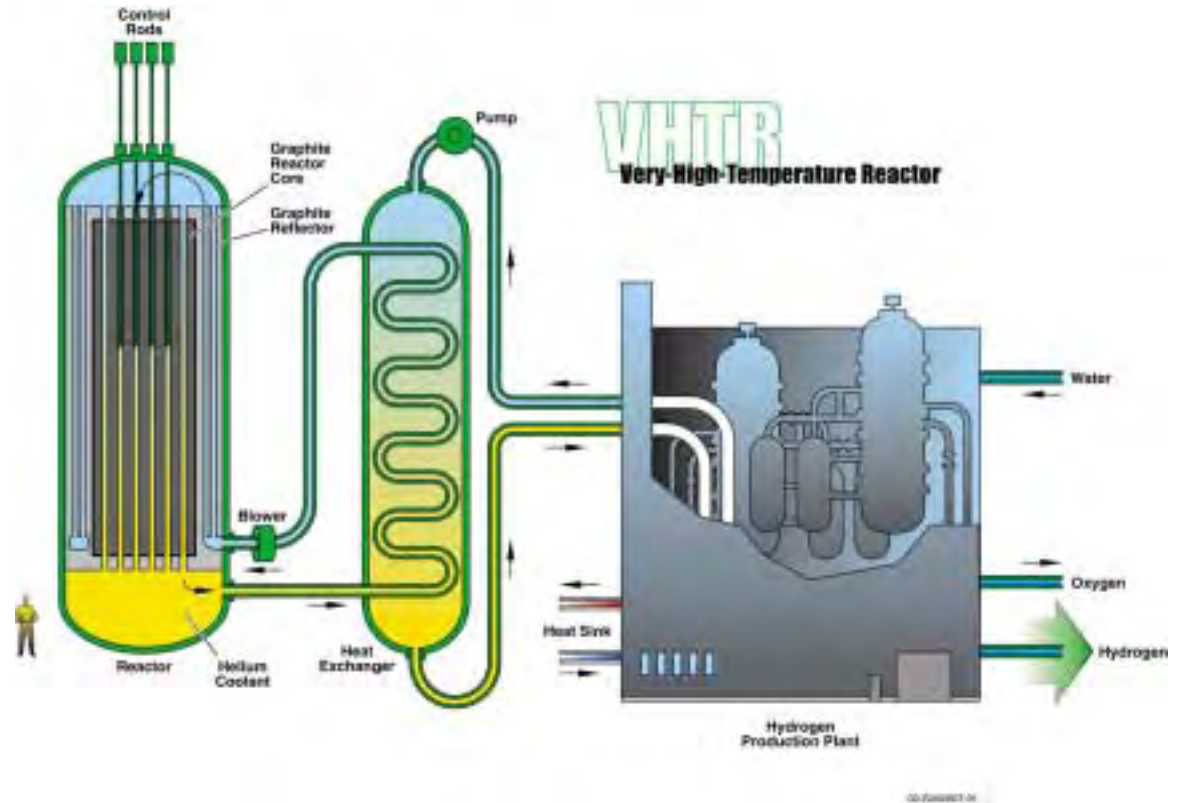 Control
Rods
Pump
VHTR
Very-High-Temperature Reactor
Graphite
Reactor
Core
Graphite
Reflector
Water
Blower
Oxygen
Heat Sink
Hydrogen
Reactor
Helium
Coolant
Heat
Exchanger
Hydrogen
Production Plant